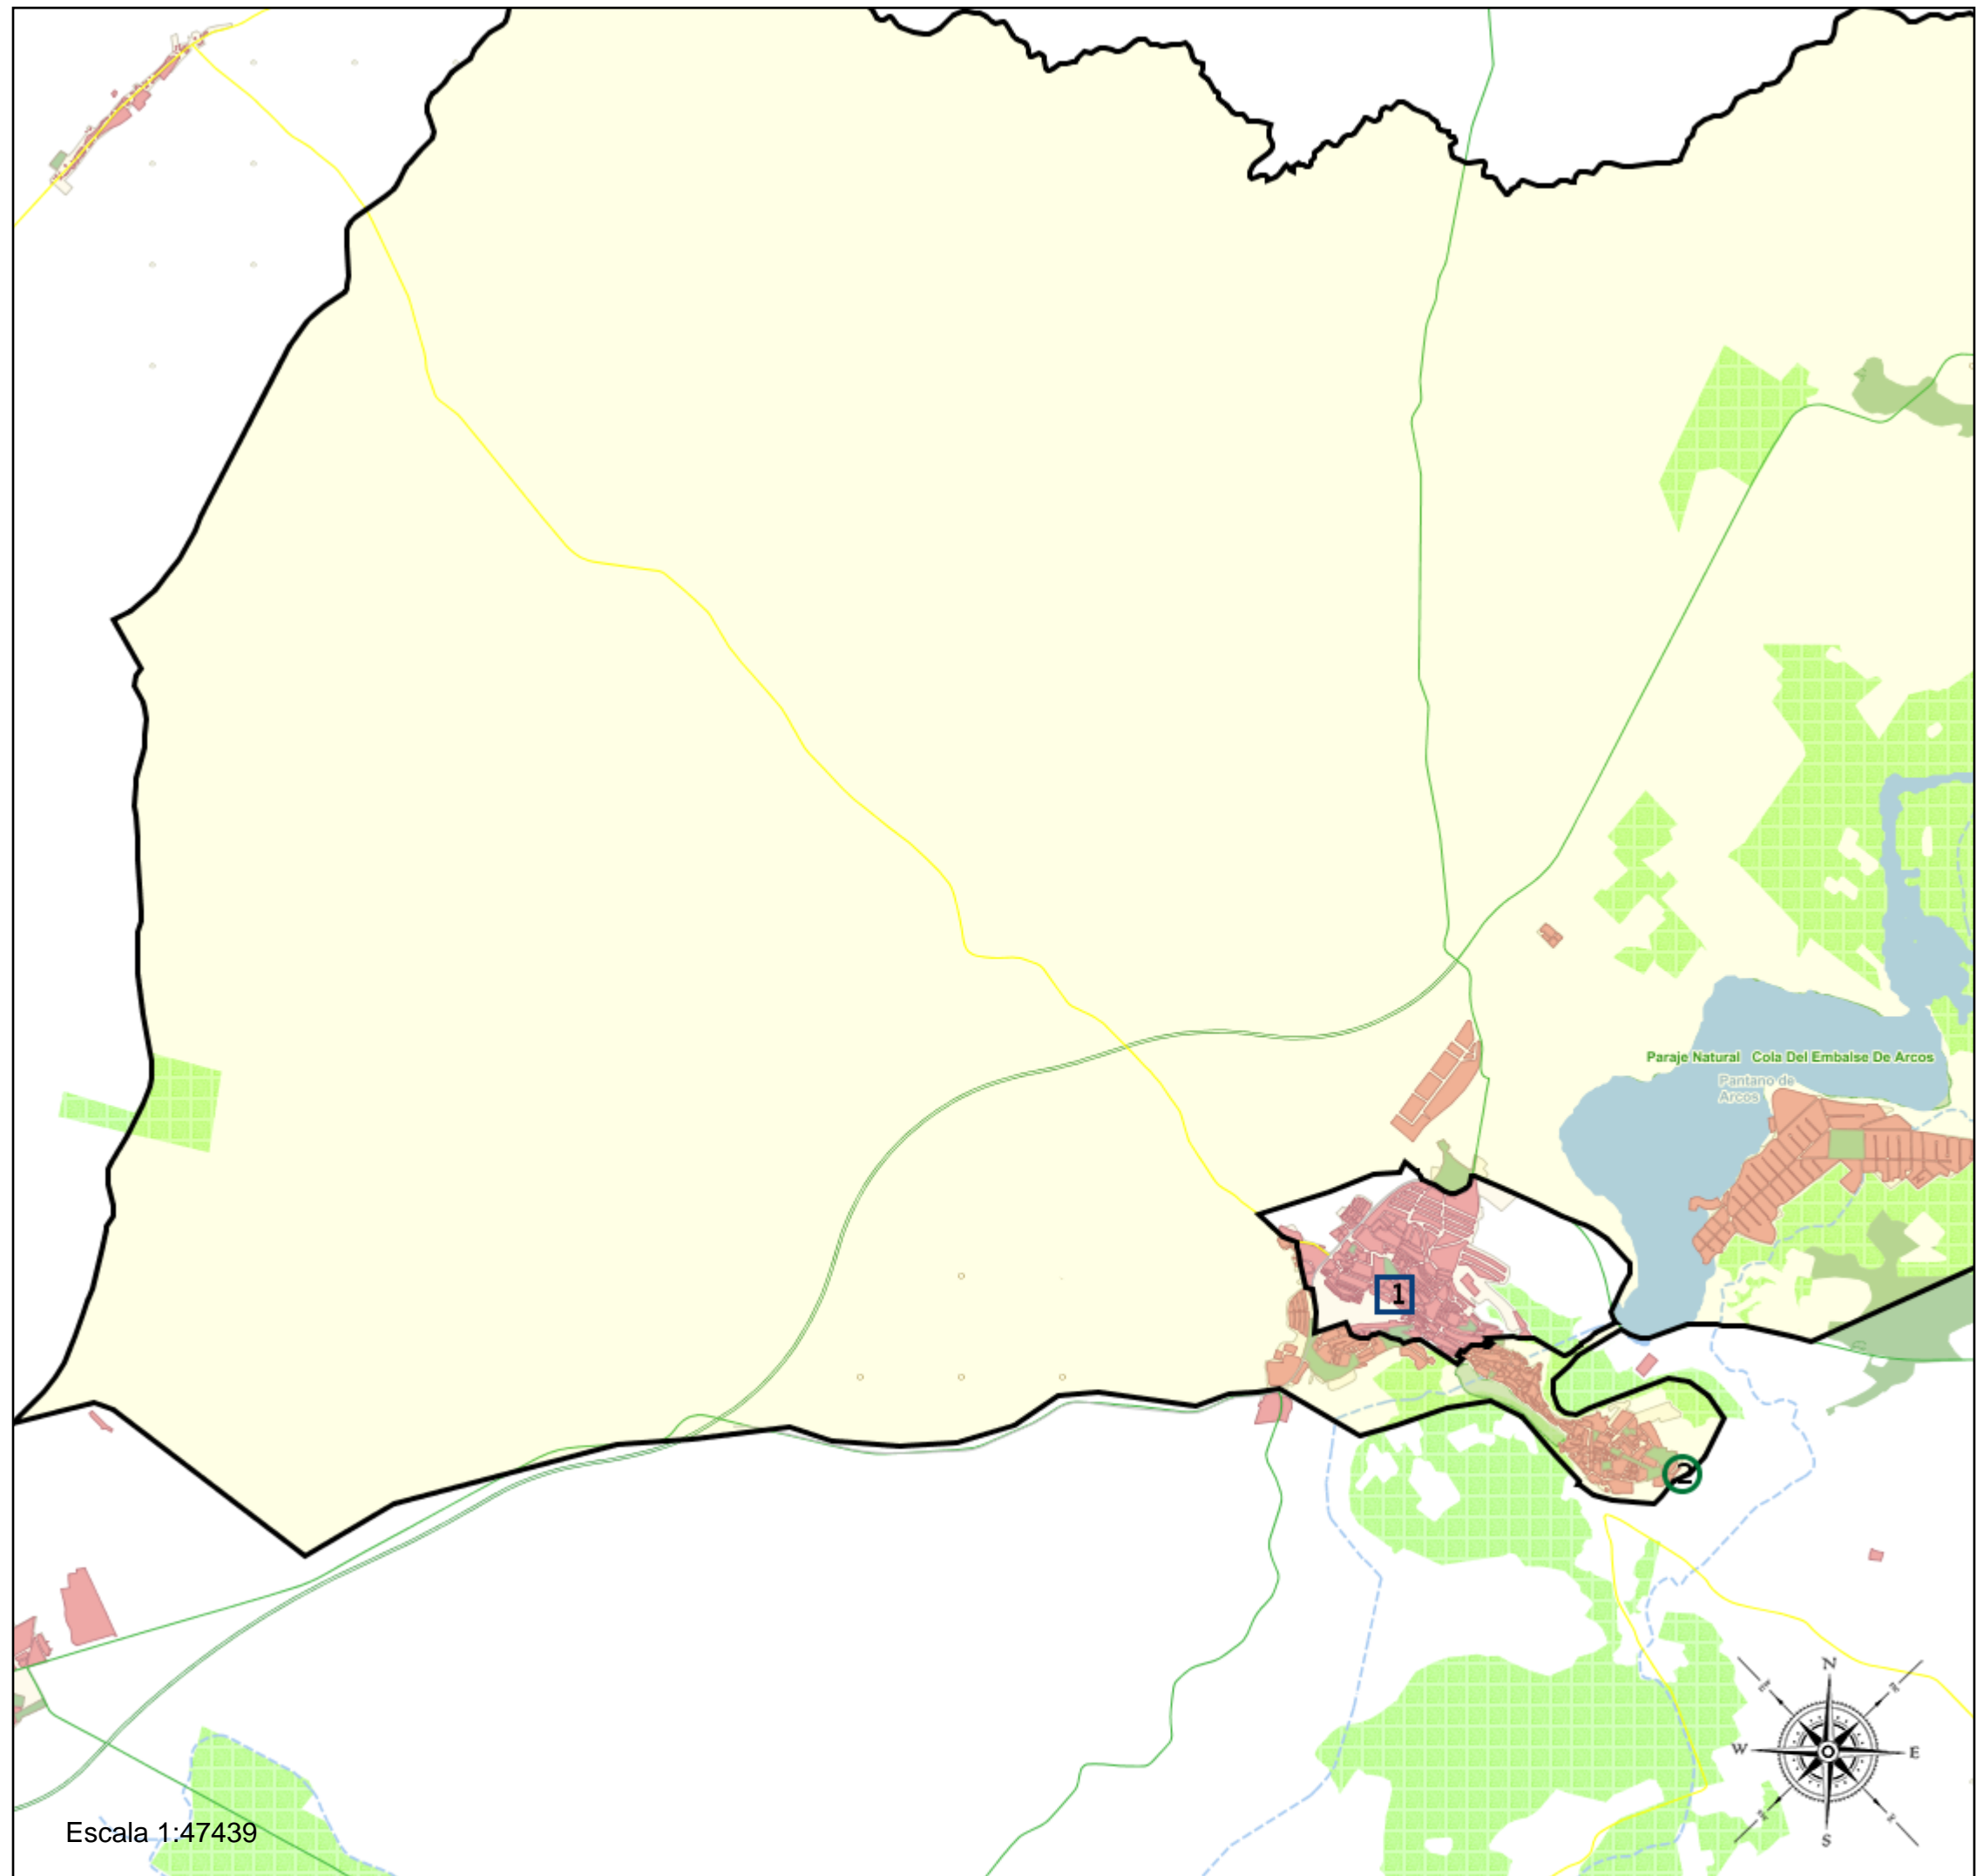 Paraje Natural Cola Del Embalse De Arcos
Pantano de
Arcos
1
2
N
W
E
S
Escala 1:47439